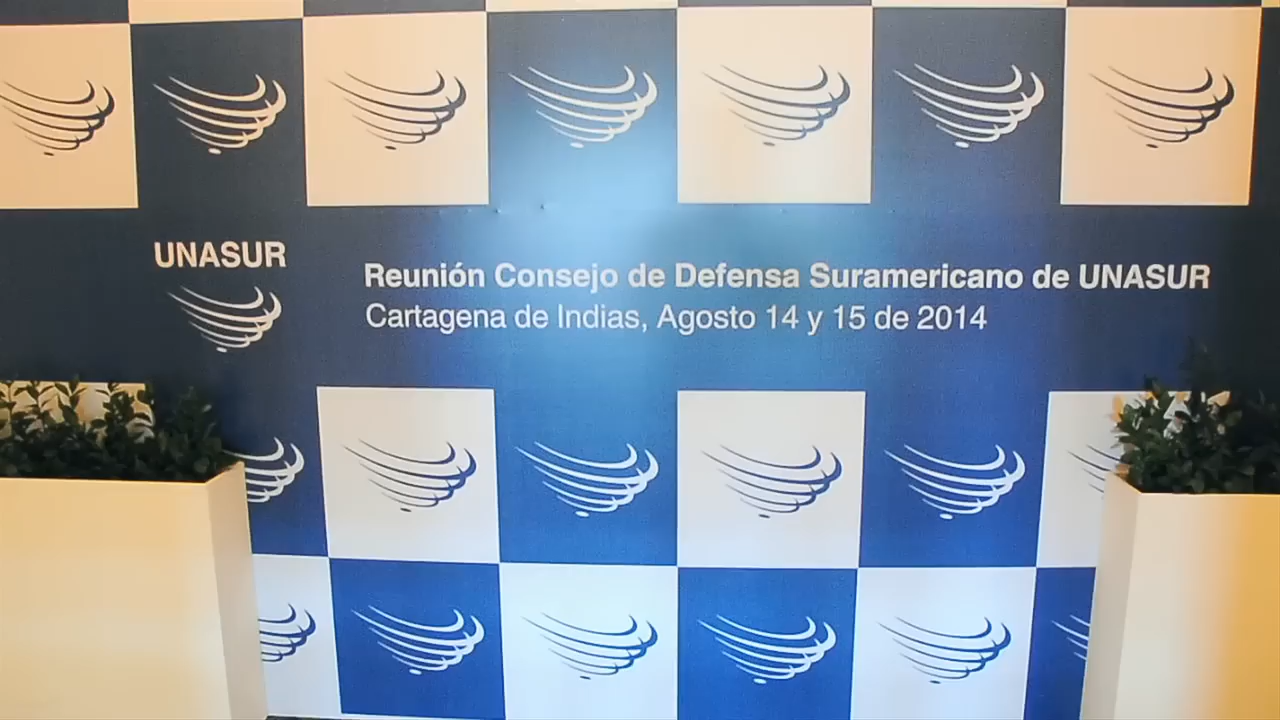 UNASUR
Reunión Consejo de Defensa Suramericano de UNASUR
Cartagena de Indias, Agosto 14 y 15 de 2014